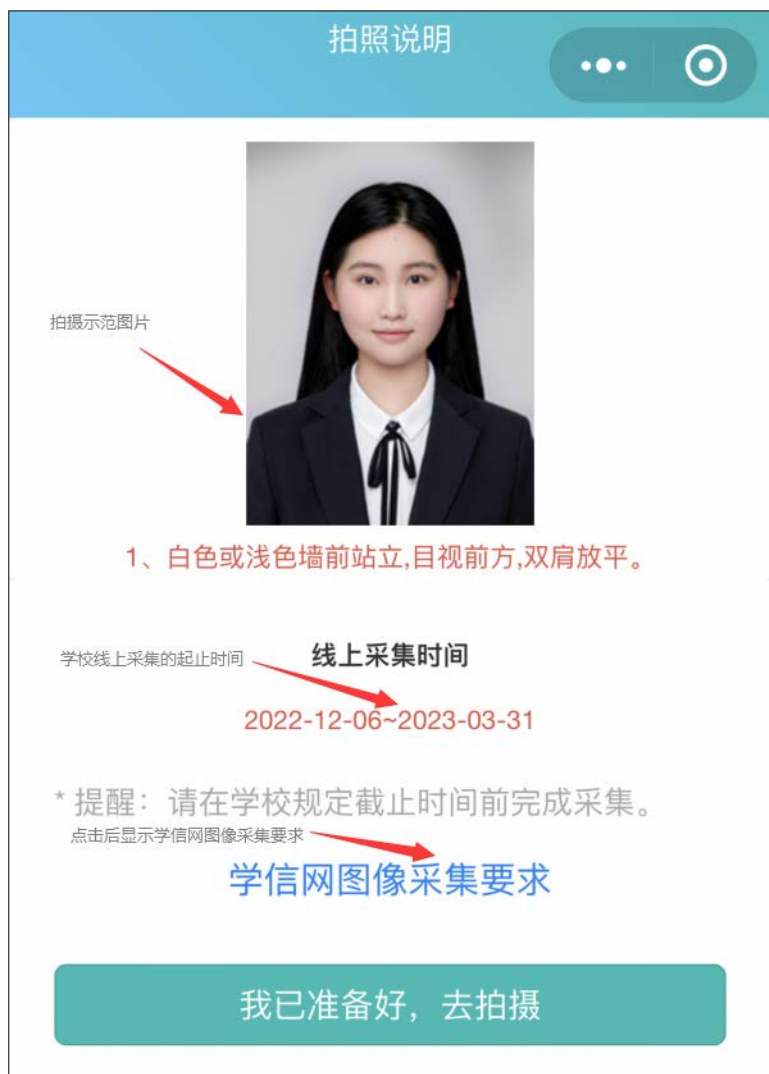 拍照说明
拍摄示范图片
1、白色或浅色墙前站立,目视前方,双肩放平。
学校线上采集的起止时间
线上采集时间
2022-12-06~2023-03-31
* 提醒：请在学校规定截止时间前完成采集。
点击后显示学信网图像采集要求
学信网图像采集要求
我已准备好，去拍摄